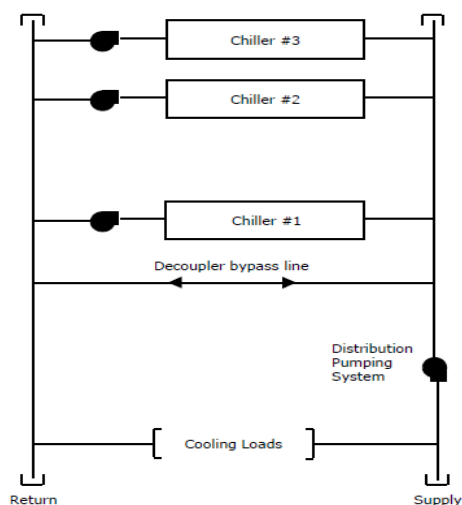 Chiller #3
Chiller #2
Chiller #1
Decoupler bypass line
Distribution
Pumping
System
Cooling Loads
Return
Supply